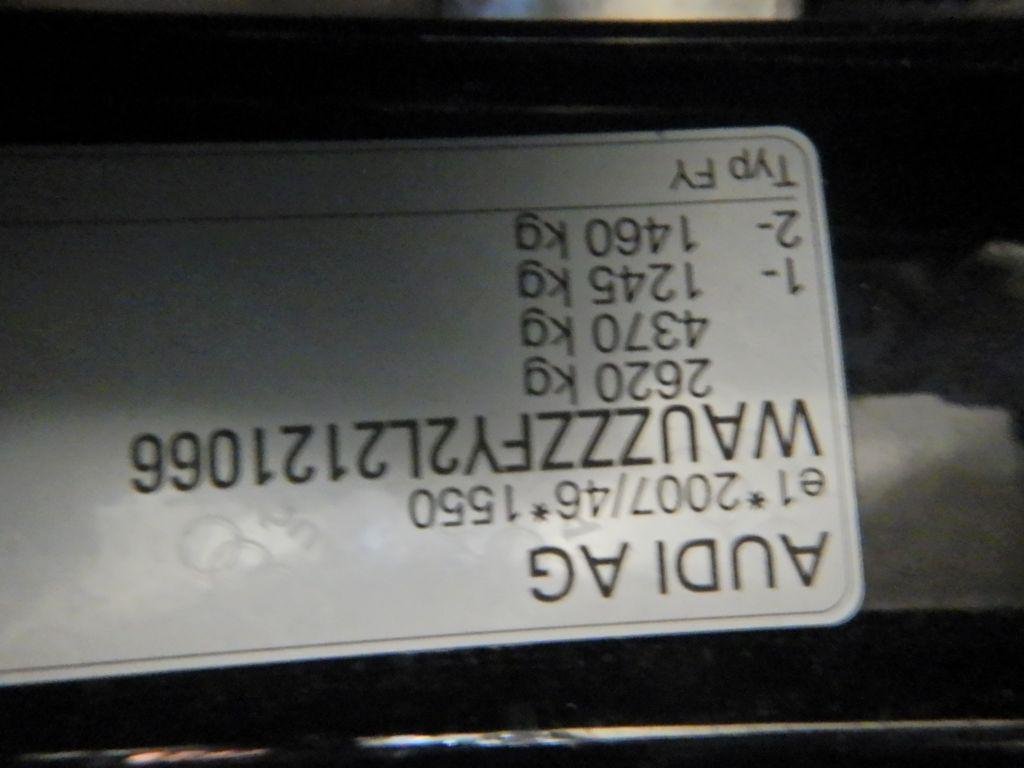 AUDI AG
e1*2007/46*1550
WAUZZZFY2L2121066
2620 kg
4370 kg
1- 1245 kg
2- 1460 kg
Typ FY